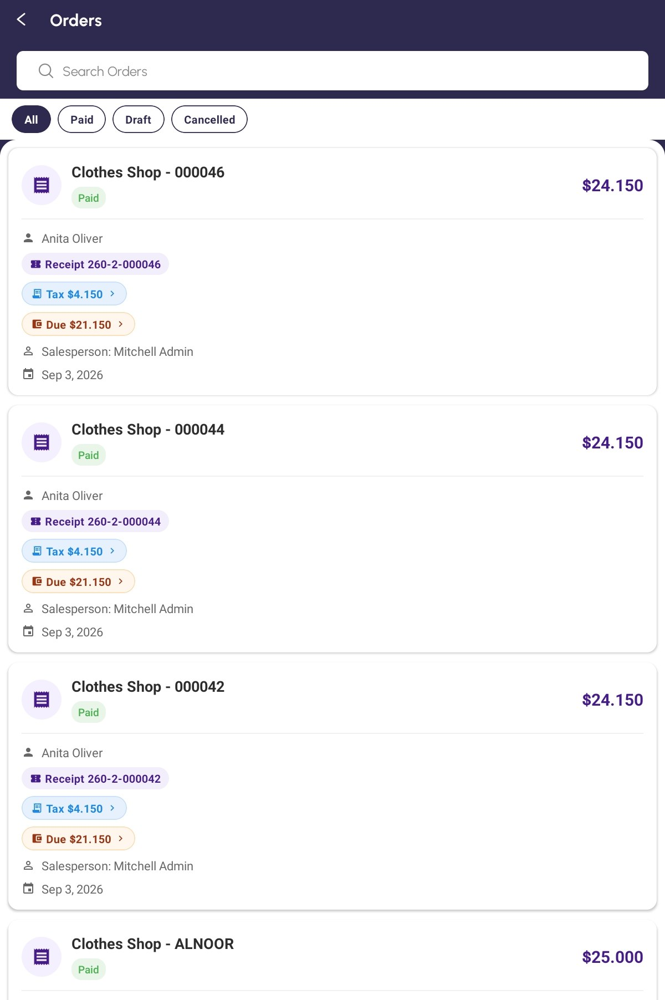 Orders
Search Orders
All
Paid
Draft
Cancelled
Clothes Shop - 000046
Paid
$24.150
Anita Oliver
Receipt 260-2-000046
Tax $4.150
Due $21.150
Salesperson: Mitchell Admin
Sep 3, 2026
Clothes Shop - 000044
Paid
$24.150
Anita Oliver
Receipt 260-2-000044
Tax $4.150
Due $21.150
Salesperson: Mitchell Admin
Sep 3, 2026
Clothes Shop - 000042
Paid
$24.150
Anita Oliver
Receipt 260-2-000042
Tax $4.150
Due $21.150
Salesperson: Mitchell Admin
Sep 3, 2026
Clothes Shop - ALNOOR
Paid
$25.000